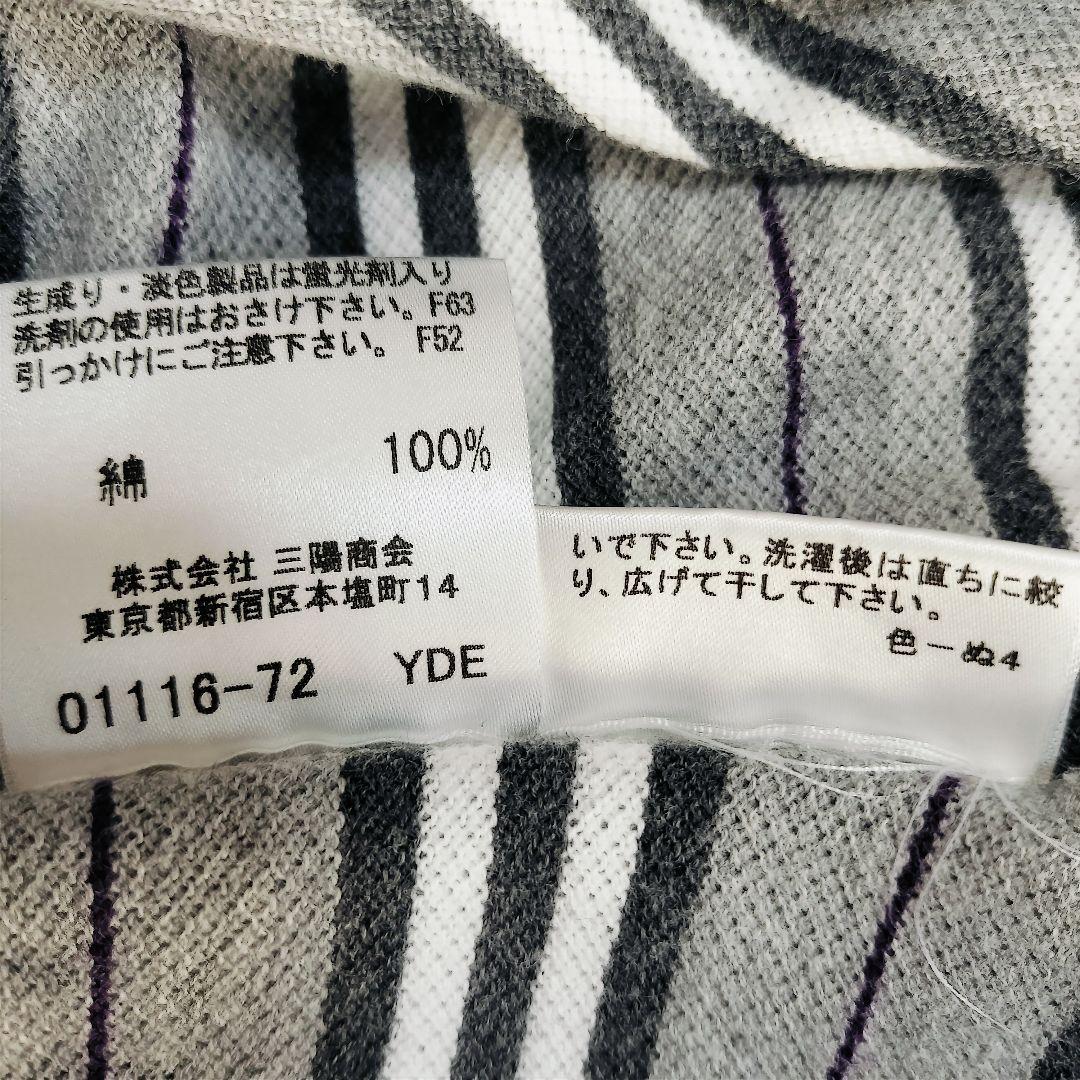 生成り・淡色製品は蛍光剤入り
洗剤の使用はおさけ下さい。F63
引っかけにご注意下さい。 F52
綿 100%
株式会社 三陽商会
東京都新宿区本塩町14
01116-72 YDE
いで下さい。洗濯後は直ちに絞
り、広げて干して下さい。
色－ぬ4